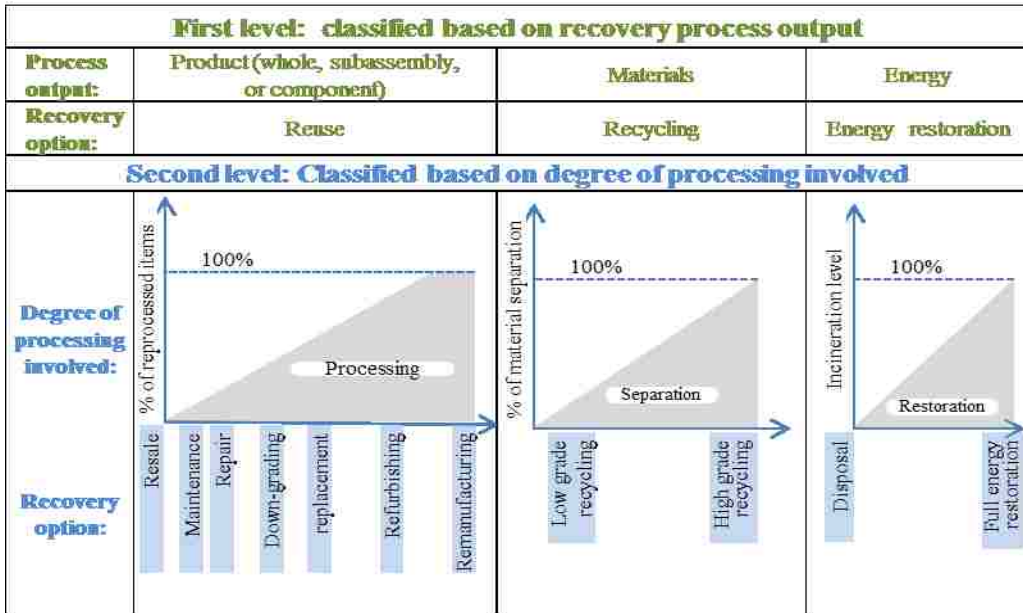 First level: classified based on recovery process output
Process output:
Product (whole, subassembly, or component)
Materials
Energy
Recovery option:
Reuse
Recycling
Energy restoration
Second level: Classified based on degree of processing involved
Degree of processing involved:
% of reprocessed items
100%
Processing
% of material separation
100%
Separation
Incineration level
100%
Restoration
Recovery option:
Resale
Maintenance
Repair
Down-grading
replacement
Refurbishing
Remanufacturing
Low grade recycling
High grade recycling
Disposal
Full energy restoration